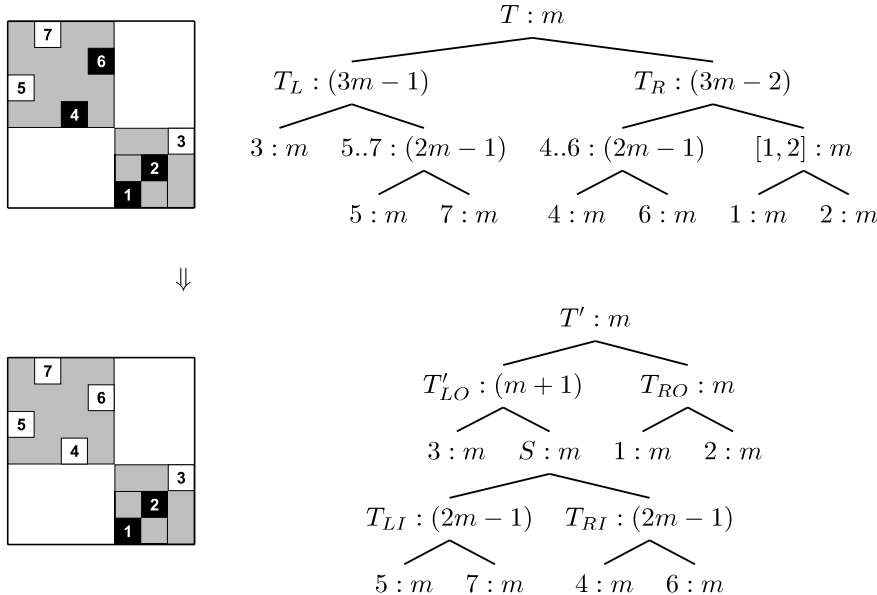 7
6
5
4
3
2
1
T : m
T_L : (3m − 1) T_R : (3m − 2)
3 : m 5..7 : (2m − 1) 4..6 : (2m − 1) [1, 2] : m
5 : m 7 : m 4 : m 6 : m 1 : m 2 : m
⇓
7
6
5
4
3
2
1
T′ : m
T′_LO : (m + 1) T_RO : m
3 : m S : m 1 : m 2 : m
T_LI : (2m − 1) T_RI : (2m − 1)
5 : m 7 : m 4 : m 6 : m